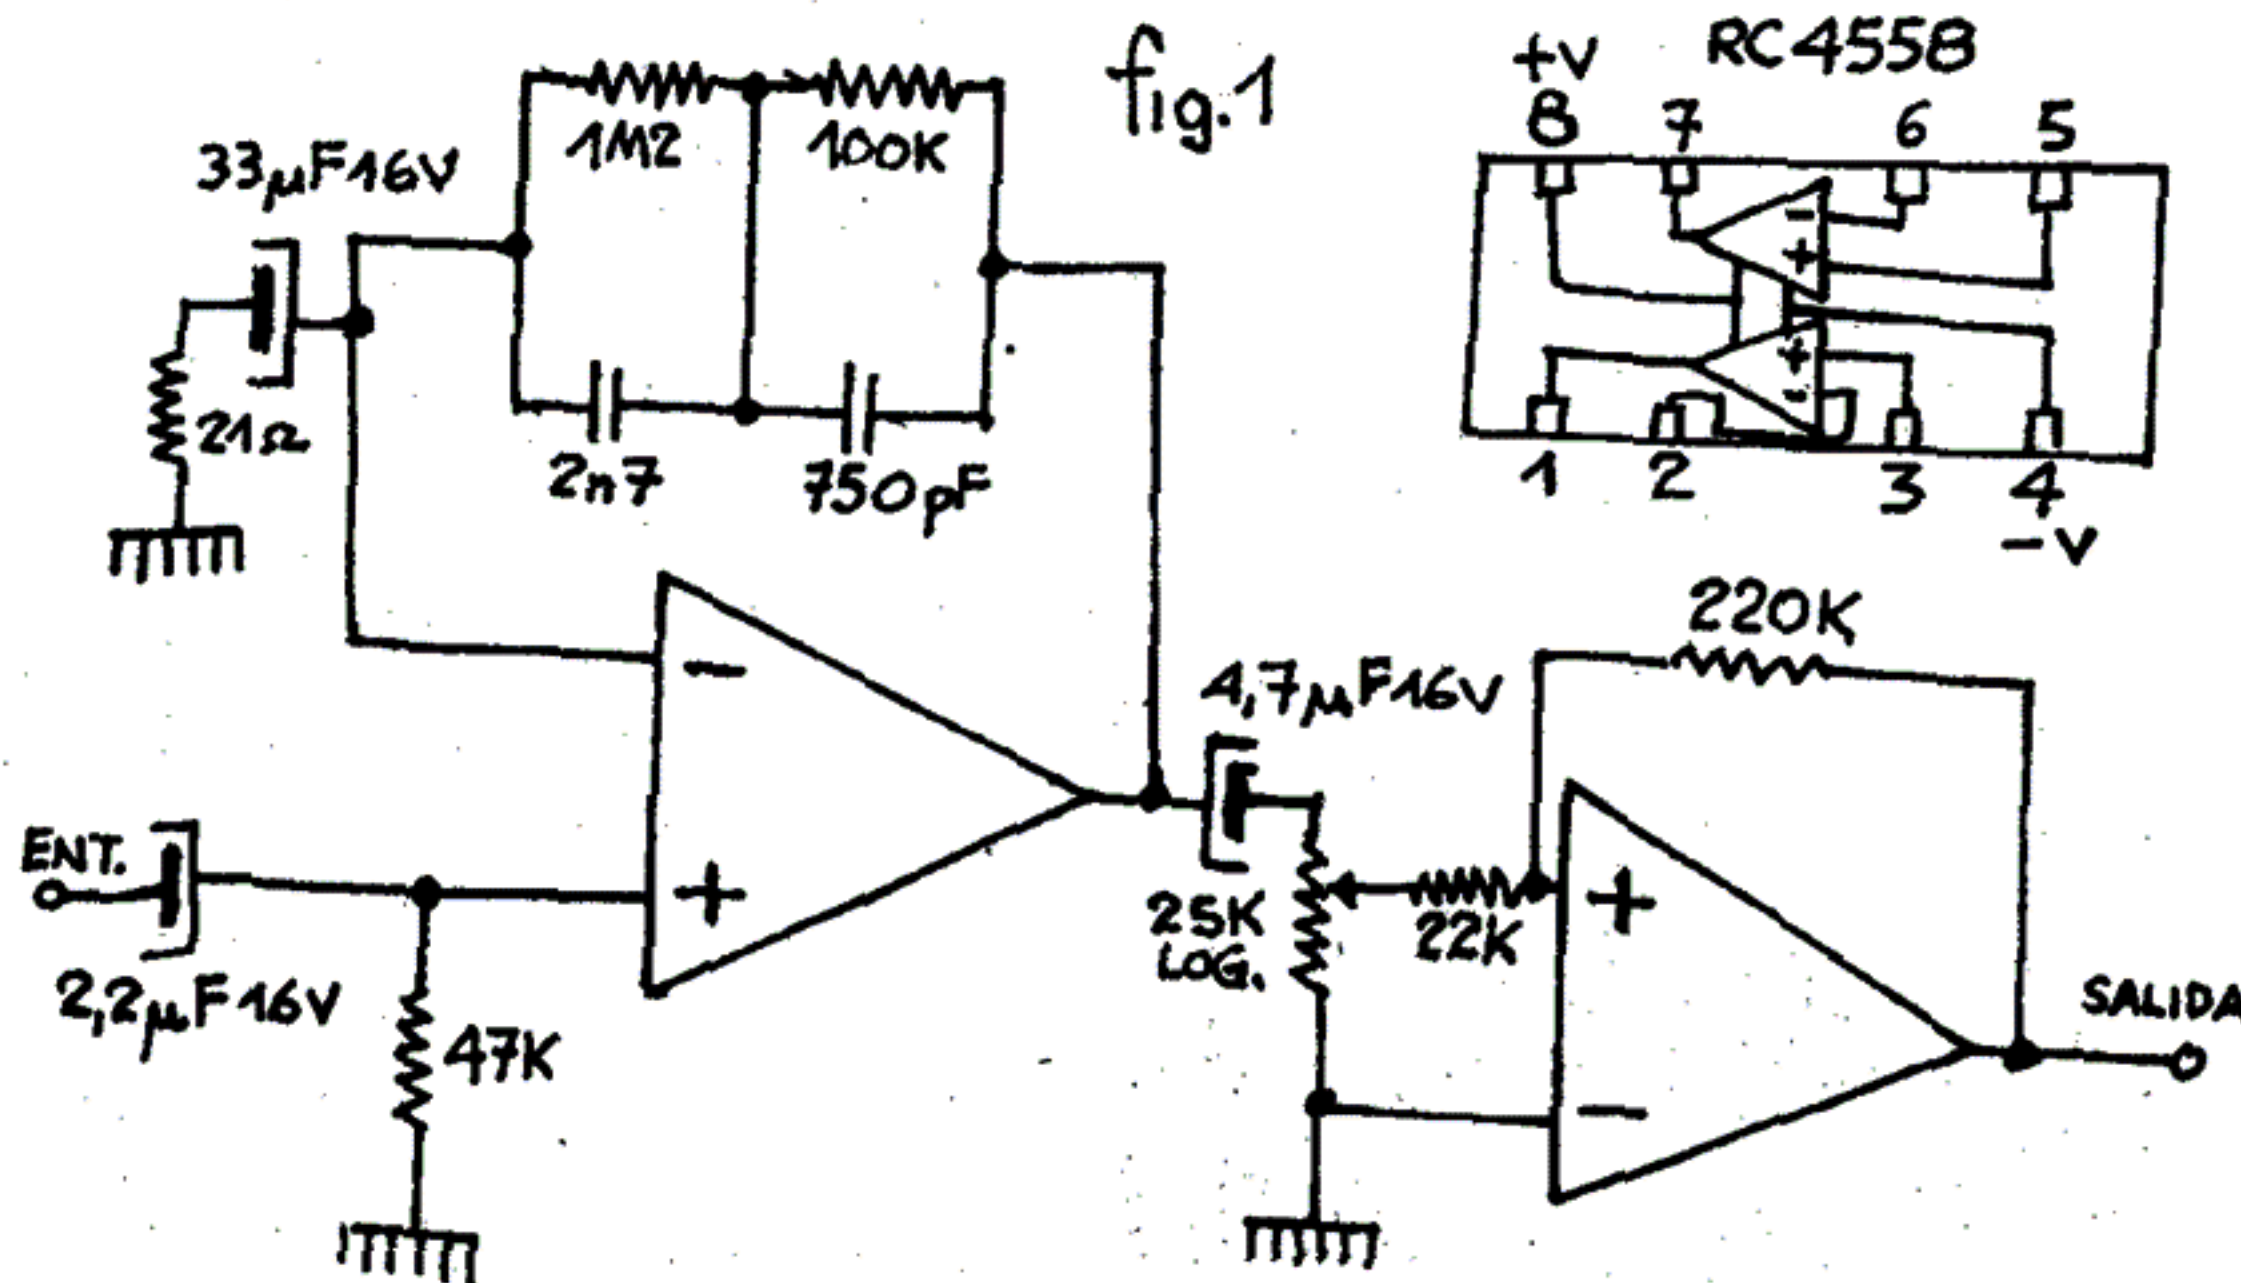 fig.1
RC4558
+V
8 7 6 5
1 2 3 4
-V
1M2
100K
33μF16V
21Ω
2n7
750pF
-
+
ENT.
2,2μF16V
47K
4,7μF16V
25K
LOG.
22K
220K
+
-
SALIDA
-
+
+
-